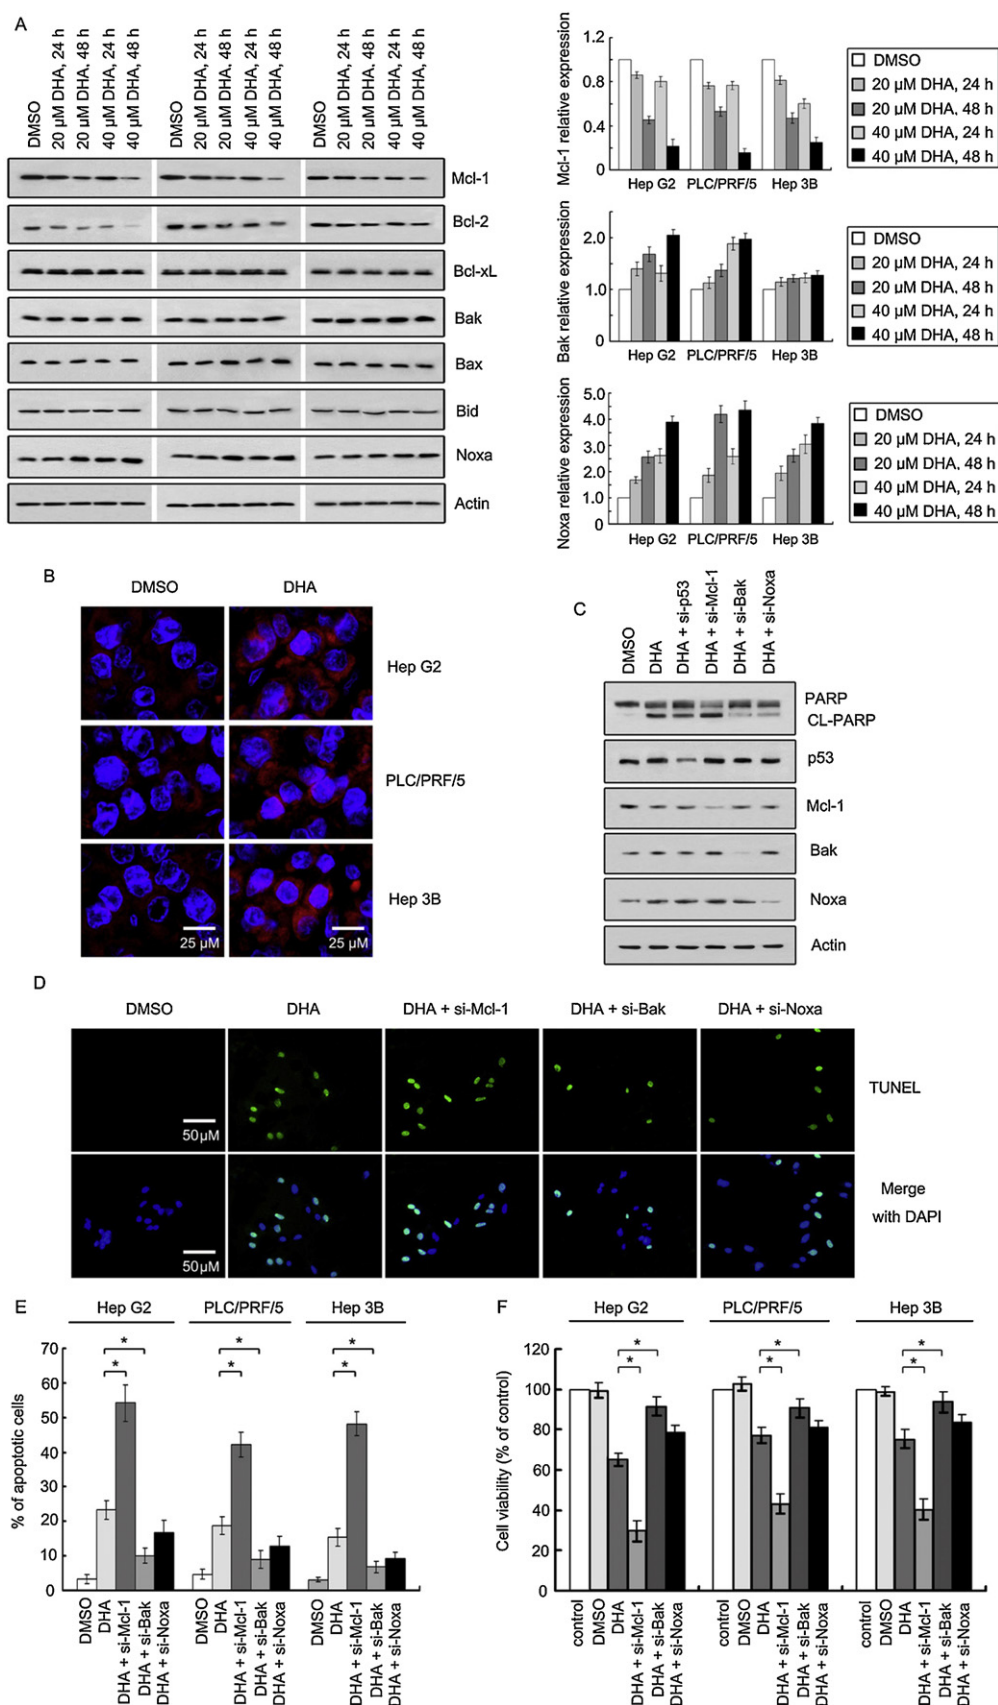 A
DMSO
20 µM DHA, 24 h
20 µM DHA, 48 h
40 µM DHA, 24 h
40 µM DHA, 48 h
DMSO
20 µM DHA, 24 h
20 µM DHA, 48 h
40 µM DHA, 24 h
40 µM DHA, 48 h
DMSO
20 µM DHA, 24 h
20 µM DHA, 48 h
40 µM DHA, 24 h
40 µM DHA, 48 h
Mcl-1
Bcl-2
Bcl-xL
Bak
Bax
Bid
Noxa
Actin
Mcl-1 relative expression
1.2
0.8
0.4
0
Hep G2 PLC/PRF/5 Hep 3B
DMSO
20 µM DHA, 24 h
20 µM DHA, 48 h
40 µM DHA, 24 h
40 µM DHA, 48 h
Bak relative expression
2.0
1.0
0
Hep G2 PLC/PRF/5 Hep 3B
DMSO
20 µM DHA, 24 h
20 µM DHA, 48 h
40 µM DHA, 24 h
40 µM DHA, 48 h
Noxa relative expression
5.0
4.0
3.0
2.0
1.0
0
Hep G2 PLC/PRF/5 Hep 3B
DMSO
20 µM DHA, 24 h
20 µM DHA, 48 h
40 µM DHA, 24 h
40 µM DHA, 48 h
B
DMSO DHA
Hep G2
PLC/PRF/5
Hep 3B
25 µM 25 µM
C
DMSO
DHA
DHA + si-p53
DHA + si-Mcl-1
DHA + si-Bak
DHA + si-Noxa
PARP
CL-PARP
p53
Mcl-1
Bak
Noxa
Actin
D
DMSO DHA DHA + si-Mcl-1 DHA + si-Bak DHA + si-Noxa
50 µM
TUNEL
50 µM
Merge
with DAPI
E
Hep G2 PLC/PRF/5 Hep 3B
% of apoptotic cells
70
60
50
40
30
20
10
0
* * *
* * *
DMSO
DHA
DHA + si-Mcl-1
DHA + si-Bak
DHA + si-Noxa
DMSO
DHA
DHA + si-Mcl-1
DHA + si-Bak
DHA + si-Noxa
DMSO
DHA
DHA + si-Mcl-1
DHA + si-Bak
DHA + si-Noxa
F
Hep G2 PLC/PRF/5 Hep 3B
Cell viability (% of control)
120
100
80
60
40
20
0
* * *
* * *
control
DMSO
DHA
DHA + si-Mcl-1
DHA + si-Bak
DHA + si-Noxa
control
DMSO
DHA
DHA + si-Mcl-1
DHA + si-Bak
DHA + si-Noxa
control
DMSO
DHA
DHA + si-Mcl-1
DHA + si-Bak
DHA + si-Noxa